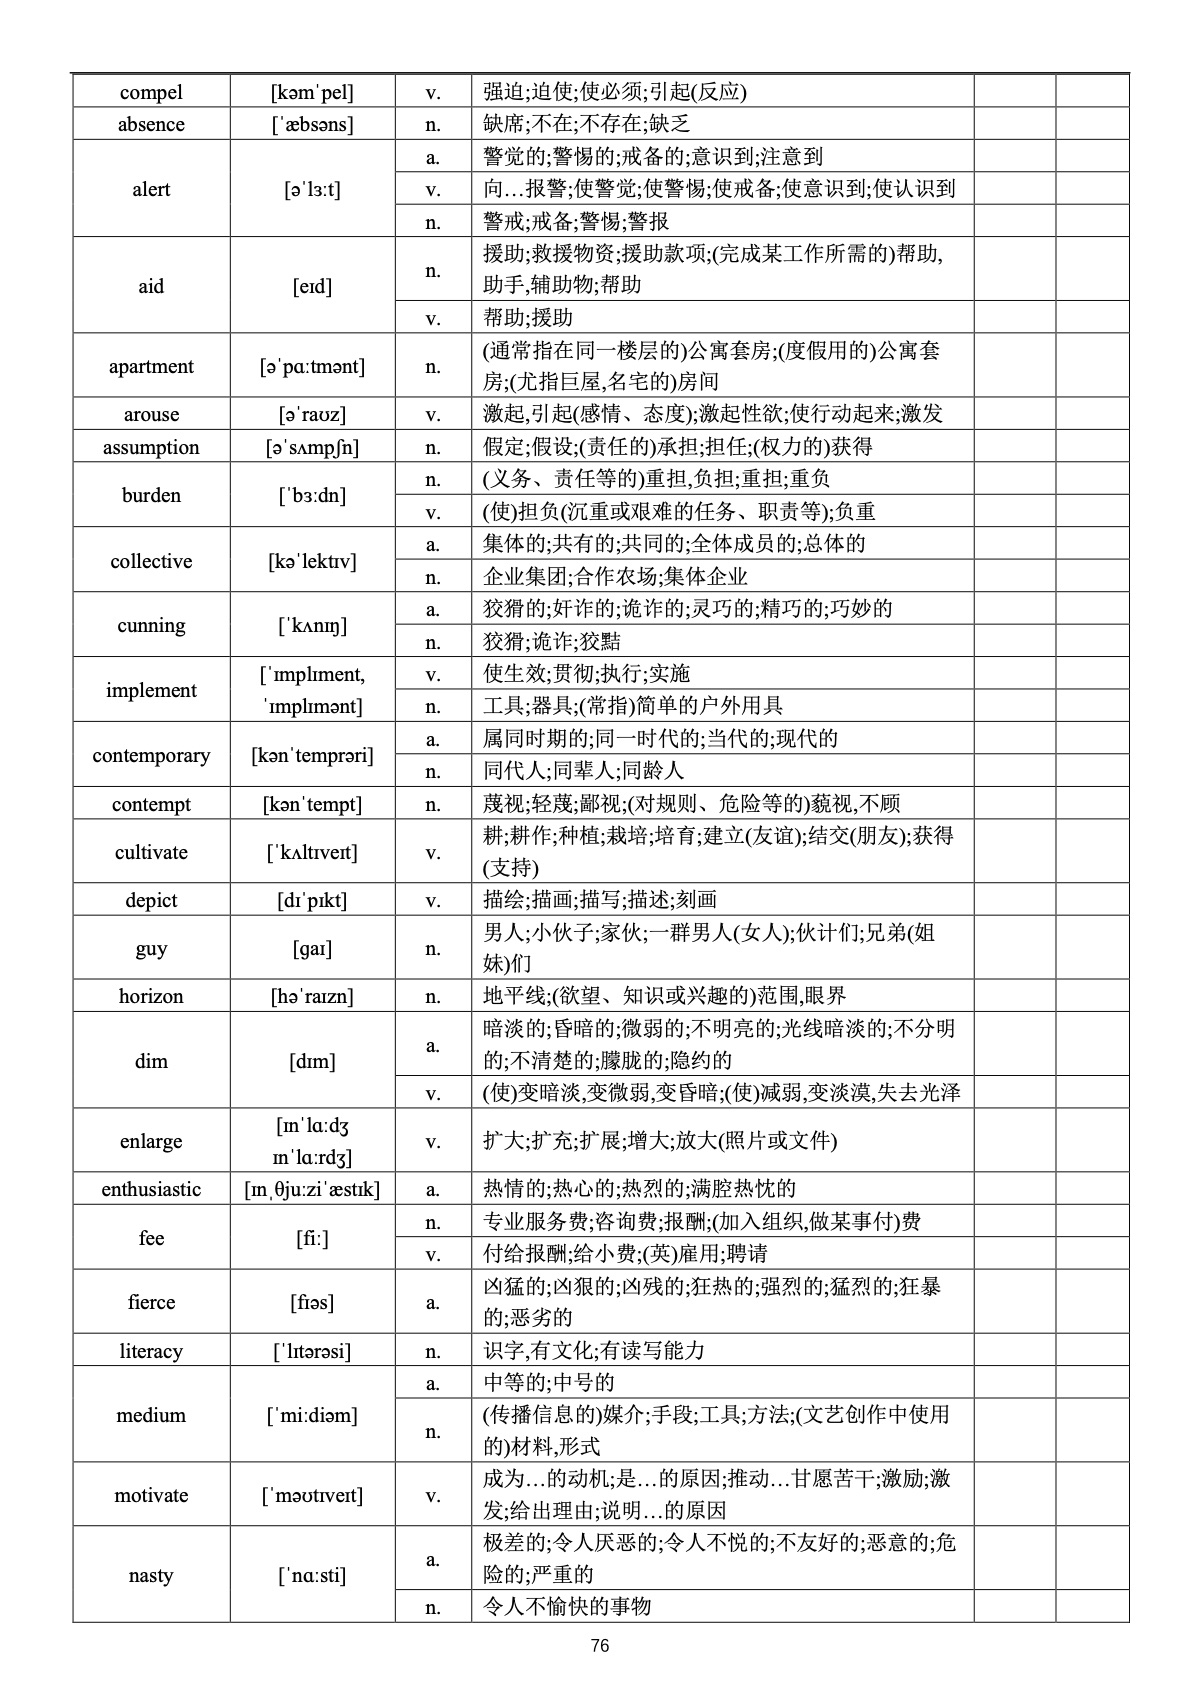 compel [kəmˈpel] v. 强迫;迫使;使必须;引起(反应)
absence [ˈæbsəns] n. 缺席;不在;不存在;缺乏
alert [əˈlɜːt] a. 警觉的;警惕的;戒备的;意识到;注意到
v. 向…报警;使警觉;使警惕;使戒备;使意识到;使认识到
n. 警戒;戒备;警惕;警报
aid [eɪd] n. 援助;救援物资;援助款项;(完成某工作所需的)帮助,
助手,辅助物;帮助
v. 帮助;援助
apartment [əˈpɑːtmənt] n. (通常指在同一楼层的)公寓套房;(度假用的)公寓套
房;(尤指巨屋,名宅的)房间
arouse [əˈraʊz] v. 激起,引起(感情、态度);激起性欲;使行动起来;激发
assumption [əˈsʌmpʃn] n. 假定;假设;(责任的)承担;担任;(权力的)获得
burden [ˈbɜːdn] n. (义务、责任等的)重担,负担;重担;重负
v. (使)担负(沉重或艰难的任务、职责等);负重
collective [kəˈlektɪv] a. 集体的;共有的;共同的;全体成员的;总体的
n. 企业集团;合作农场;集体企业
cunning [ˈkʌnɪŋ] a. 狡猾的;奸诈的;诡诈的;灵巧的;精巧的;巧妙的
n. 狡猾;诡诈;狡黠
implement [ˈɪmplɪment, v. 使生效;贯彻;执行;实施
ˈɪmplɪmənt] n. 工具;器具;(常指)简单的户外用具
contemporary [kənˈtemprəri] a. 属同时期的;同一时代的;当代的;现代的
n. 同代人;同辈人;同龄人
contempt [kənˈtempt] n. 蔑视;轻蔑;鄙视;(对规则、危险等的)藐视,不顾
cultivate [ˈkʌltɪveɪt] v. 耕;耕作;种植;栽培;培育;建立(友谊);结交(朋友);获得
(支持)
depict [dɪˈpɪkt] v. 描绘;描画;描写;描述;刻画
guy [ɡaɪ] n. 男人;小伙子;家伙;一群男人(女人);伙计们;兄弟(姐
妹)们
horizon [həˈraɪzn] n. 地平线;(欲望、知识或兴趣的)范围,眼界
dim [dɪm] a. 暗淡的;昏暗的;微弱的;不明亮的;光线暗淡的;不分明
的;不清楚的;朦胧的;隐约的
v. (使)变暗淡,变微弱,变昏暗;(使)减弱,变淡漠,失去光泽
enlarge [ɪnˈlɑːdʒ
ɪnˈlɑːrdʒ] v. 扩大;扩充;扩展;增大;放大(照片或文件)
enthusiastic [ɪnˌθjuːziˈæstɪk] a. 热情的;热心的;热烈的;满腔热忱的
fee [fiː] n. 专业服务费;咨询费;报酬;(加入组织,做某事付)费
v. 付给报酬;给小费;(英)雇用;聘请
fierce [fɪəs] a. 凶猛的;凶狠的;凶残的;狂热的;强烈的;猛烈的;狂暴
的;恶劣的
literacy [ˈlɪtərəsi] n. 识字,有文化;有读写能力
medium [ˈmiːdiəm] a. 中等的;中号的
n. (传播信息的)媒介;手段;工具;方法;(文艺创作中使用
的)材料,形式
motivate [ˈməʊtɪveɪt] v. 成为…的动机;是…的原因;推动…甘愿苦干;激励;激
发;给出理由;说明…的原因
nasty [ˈnɑːsti] a. 极差的;令人厌恶的;令人不悦的;不友好的;恶意的;危
险的;严重的
n. 令人不愉快的事物
76